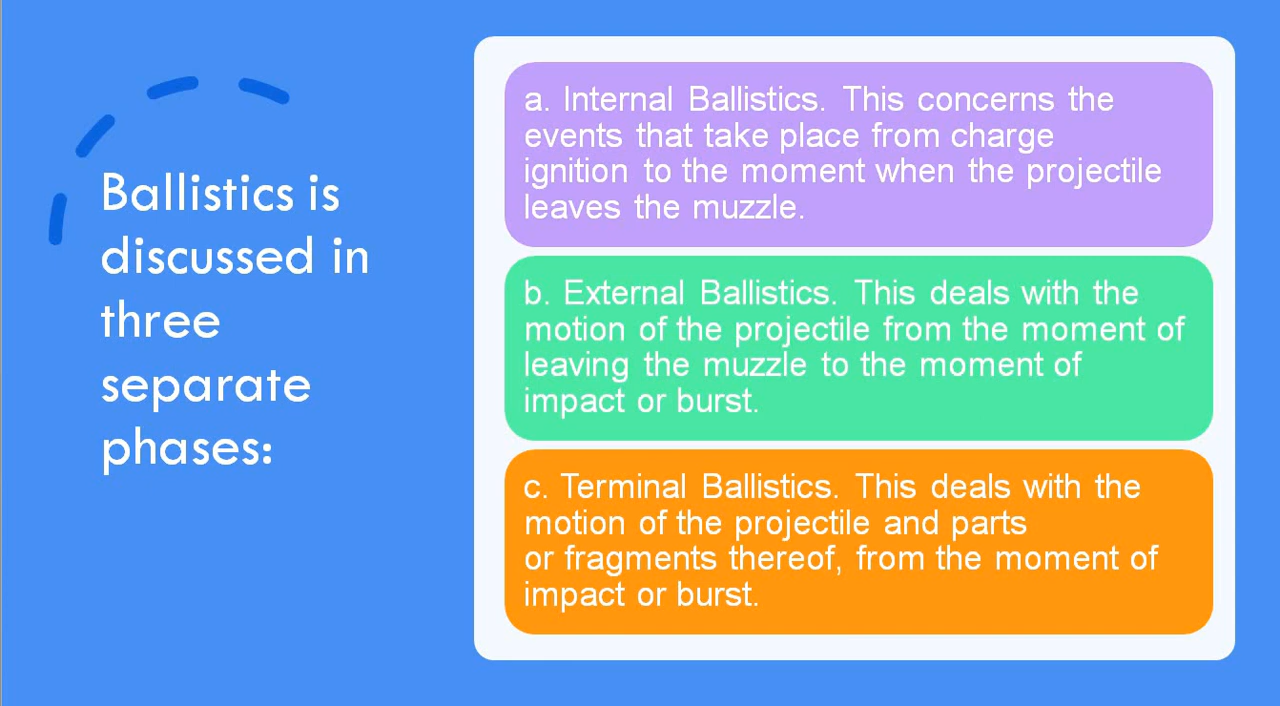 Ballistics is
discussed in
three
separate
phases:
a. Internal Ballistics. This concerns the
events that take place from charge
ignition to the moment when the projectile
leaves the muzzle.
b. External Ballistics. This deals with the
motion of the projectile from the moment of
leaving the muzzle to the moment of
impact or burst.
c. Terminal Ballistics. This deals with the
motion of the projectile and parts
or fragments thereof, from the moment of
impact or burst.